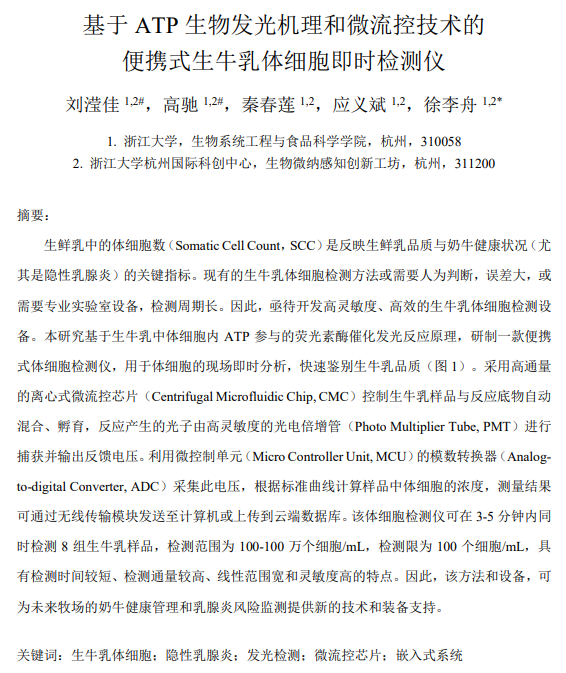 基于 ATP 生物发光机理和微流控技术的
便携式生牛乳体细胞即时检测仪
刘滢佳 1,2#，高驰 1,2#，秦春莲 1,2，应义斌 1,2，徐李舟 1,2*
1. 浙江大学，生物系统工程与食品科学学院，杭州，310058
2. 浙江大学杭州国际科创中心，生物微纳感知创新工坊，杭州，311200
摘要：
生鲜乳中的体细胞数（Somatic Cell Count，SCC）是反映生鲜乳品质与奶牛健康状况（尤
其是隐性乳腺炎）的关键指标。现有的生牛乳体细胞检测方法或需要人为判断，误差大，或
需要专业实验室设备，检测周期长。因此，亟待开发高灵敏度、高效的生牛乳体细胞检测设
备。本研究基于生牛乳中体细胞内 ATP 参与的荧光素酶催化发光反应原理，研制一款便携
式体细胞检测仪，用于体细胞的现场即时分析，快速鉴别生牛乳品质（图 1）。采用高通量
的离心式微流控芯片（Centrifugal Microfluidic Chip, CMC）控制生牛乳样品与反应底物自动
混合、孵育，反应产生的光子由高灵敏度的光电倍增管（Photo Multiplier Tube, PMT）进行
捕获并输出反馈电压。利用微控制单元（Micro Controller Unit, MCU）的模数转换器（Analog-
to-digital Converter, ADC）采集此电压，根据标准曲线计算样品中体细胞的浓度，测量结果
可通过无线传输模块发送至计算机或上传到云端数据库。该体细胞检测仪可在 3-5 分钟内同
时检测 8 组生牛乳样品，检测范围为 100-100 万个细胞/mL，检测限为 100 个细胞/mL，具
有检测时间较短、检测通量较高、线性范围宽和灵敏度高的特点。因此，该方法和设备，可
为未来牧场的奶牛健康管理和乳腺炎风险监测提供新的技术和装备支持。
关键词：生牛乳体细胞；隐性乳腺炎；发光检测；微流控芯片；嵌入式系统